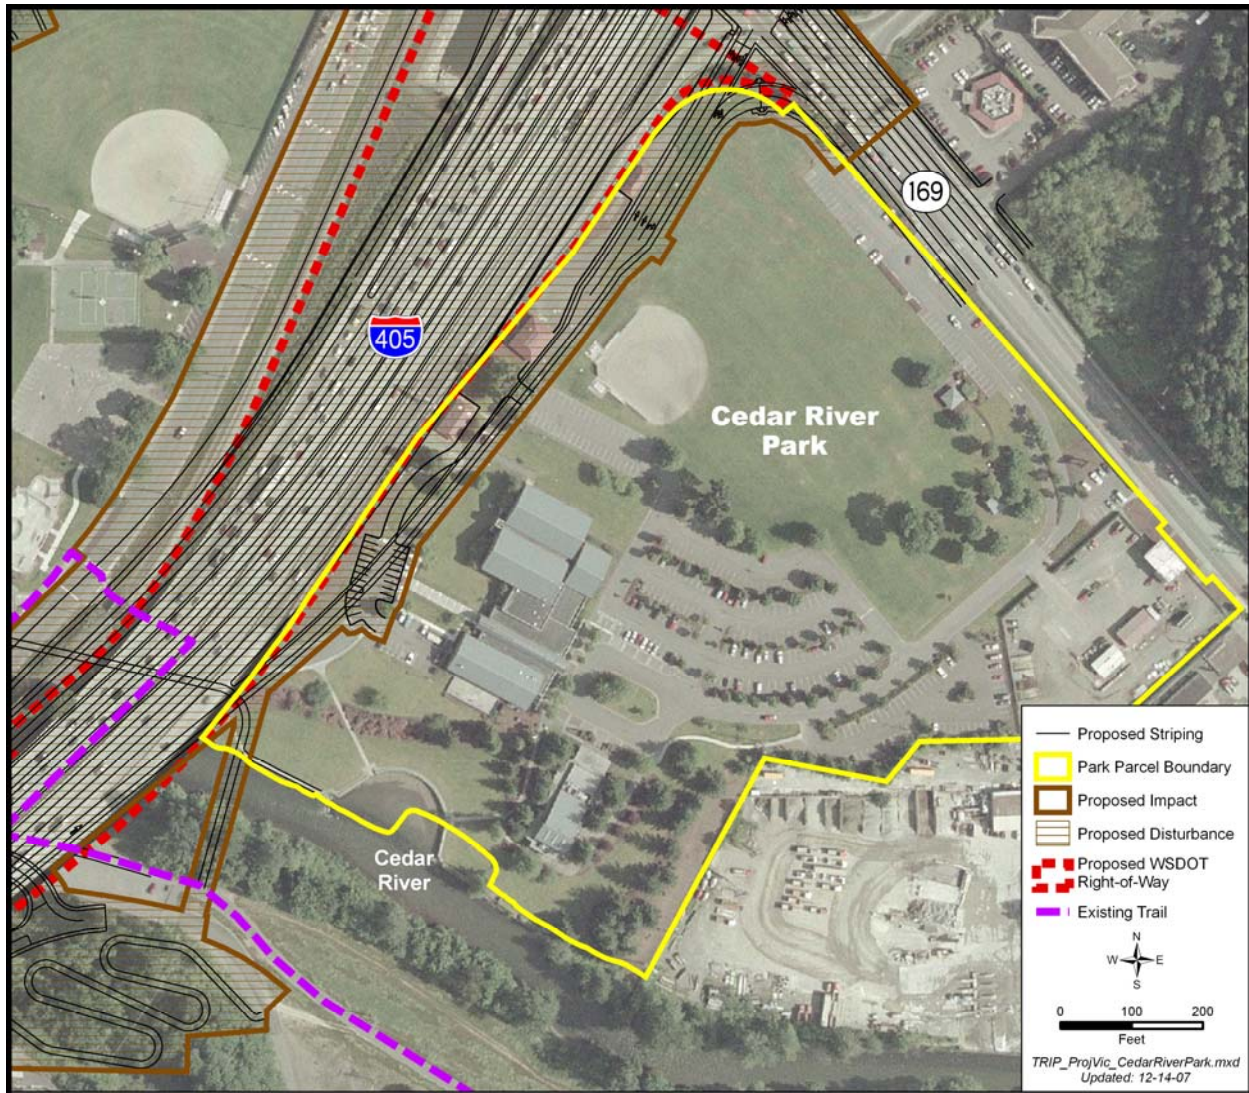 169
405
Cedar River
Park
Cedar
River
Proposed Striping
Park Parcel Boundary
Proposed Impact
Proposed Disturbance
Proposed WSDOT
Right-of-Way
Existing Trail
N
W E
S
0 100 200
Feet
TRIP_ProjVic_CedarRiverPark.mxd
Updated: 12-14-07